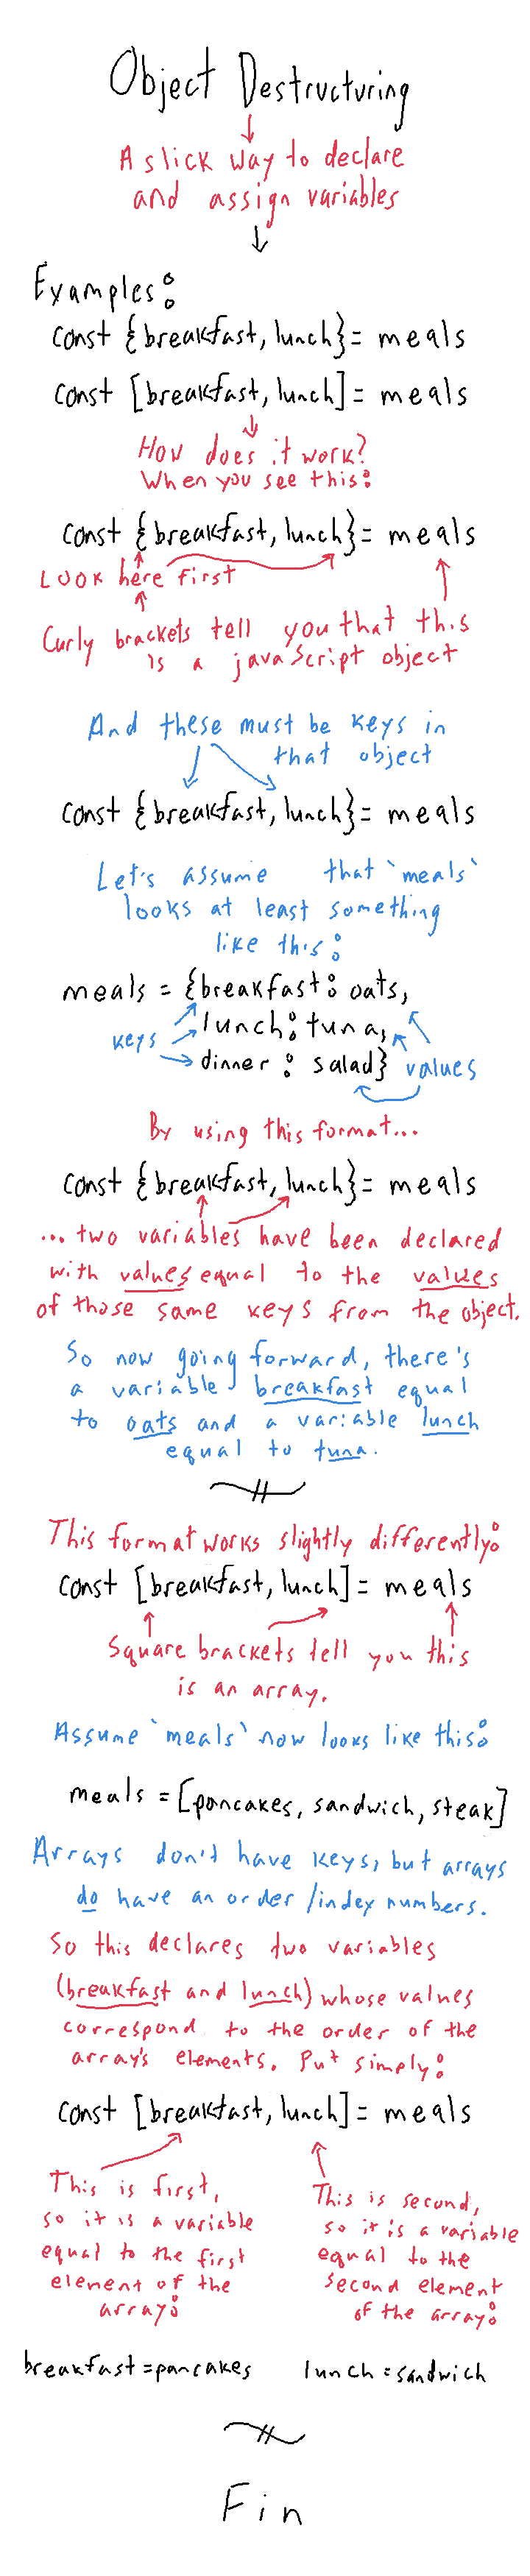 Object Destructuring
A slick way to declare
and assign variables
Examples:
const {breakfast, lunch}= meals
const [breakfast, lunch]= meals
How does it work?
When you see this:
const {breakfast, lunch}= meals
Look here first
Curly brackets tell you that this
is a javaScript object
And these must be keys in
that object
const {breakfast, lunch}= meals
Let's assume that `meals`
looks at least something
like this:
meals = {breakfast: oats,
lunch: tuna,
keys
dinner: salad} values
By using this format...
const {breakfast, lunch}= meals
... two variables have been declared
with values equal to the values
of those same keys from the object.
So now going forward, there's
a variable breakfast equal
to oats and a variable lunch
equal to tuna.
This format works slightly differently:
const [breakfast, lunch]= meals
Square brackets tell you this
is an array.
Assume `meals` now looks like this:
meals = [pancakes, sandwich, steak]
Arrays don't have keys, but arrays
do have an order/index numbers.
So this declares two variables
(breakfast and lunch) whose values
correspond to the order of the
array's elements. Put simply:
const [breakfast, lunch]= meals
This is first,
so it is a variable
equal to the first
element of the
array:
This is second,
so it is a variable
equal to the
second element
of the array:
breakfast=pancakes lunch=sandwich
Fin